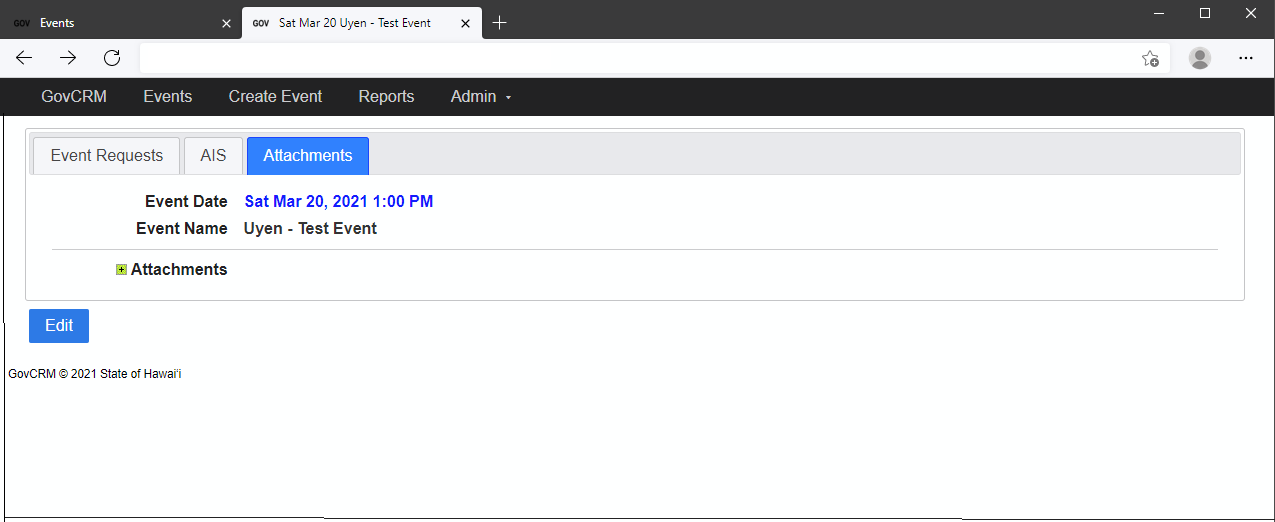 GOV Events
GOV Sat Mar 20 Uyen - Test Event
GovCRM Events Create Event Reports Admin
Event Requests AIS Attachments
Event Date Sat Mar 20, 2021 1:00 PM
Event Name Uyen - Test Event
Attachments
Edit
GovCRM © 2021 State of Hawaiʻi